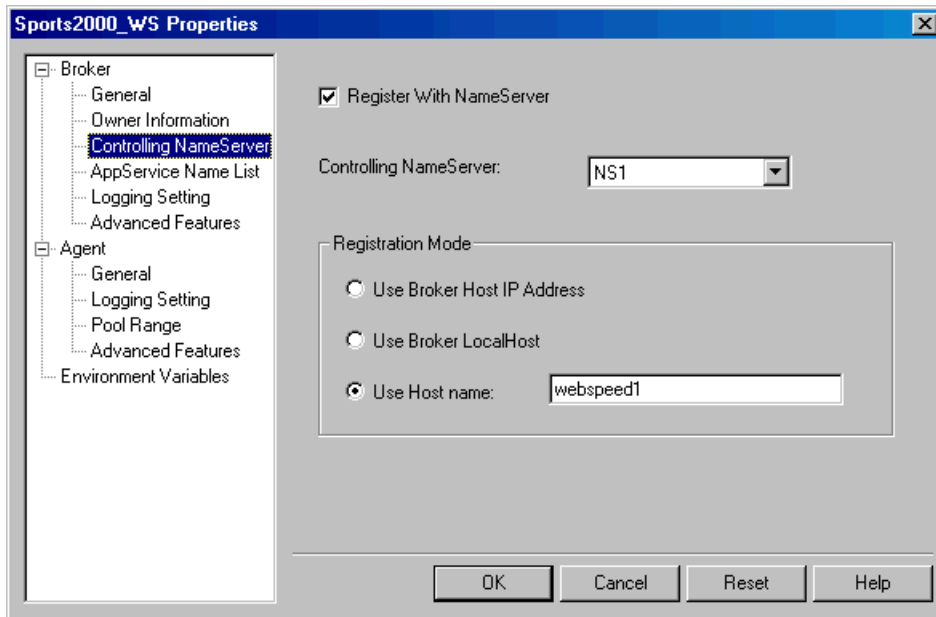 Sports2000_WS Properties
Broker
General
Owner Information
Controlling NameServer
AppService Name List
Logging Setting
Advanced Features
Agent
General
Logging Setting
Pool Range
Advanced Features
Environment Variables
Register With NameServer
Controlling NameServer:
NS1
Registration Mode
Use Broker Host IP Address
Use Broker LocalHost
Use Host name:
webspeed1
OK
Cancel
Reset
Help